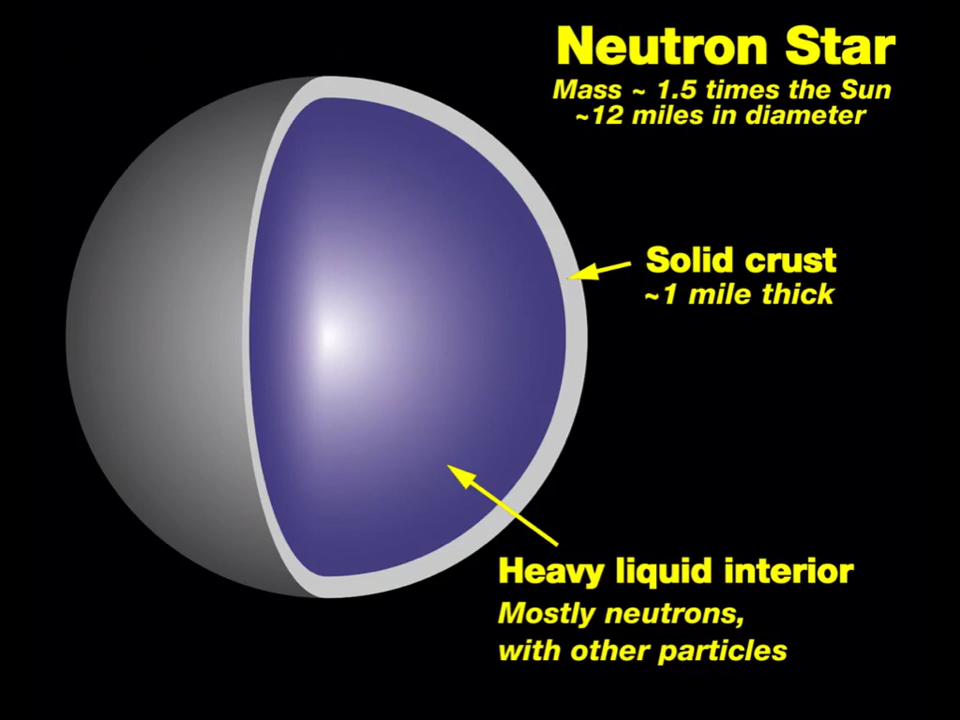 Neutron Star
Mass ~ 1.5 times the Sun
~12 miles in diameter
Solid crust
~1 mile thick
Heavy liquid interior
Mostly neutrons,
with other particles